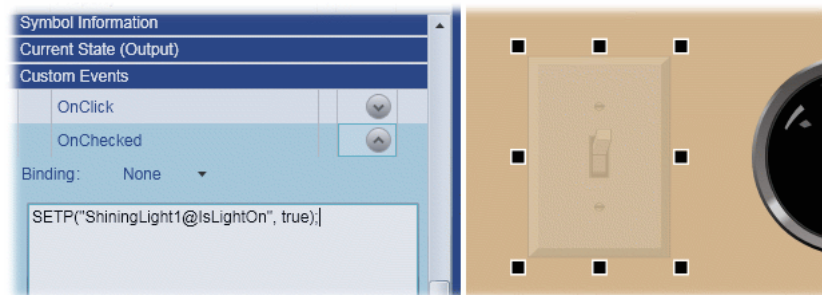 Symbol Information
Current State (Output)
Custom Events
OnClick
OnChecked
Binding: None
SETP("ShiningLight1@IsLightOn", true);